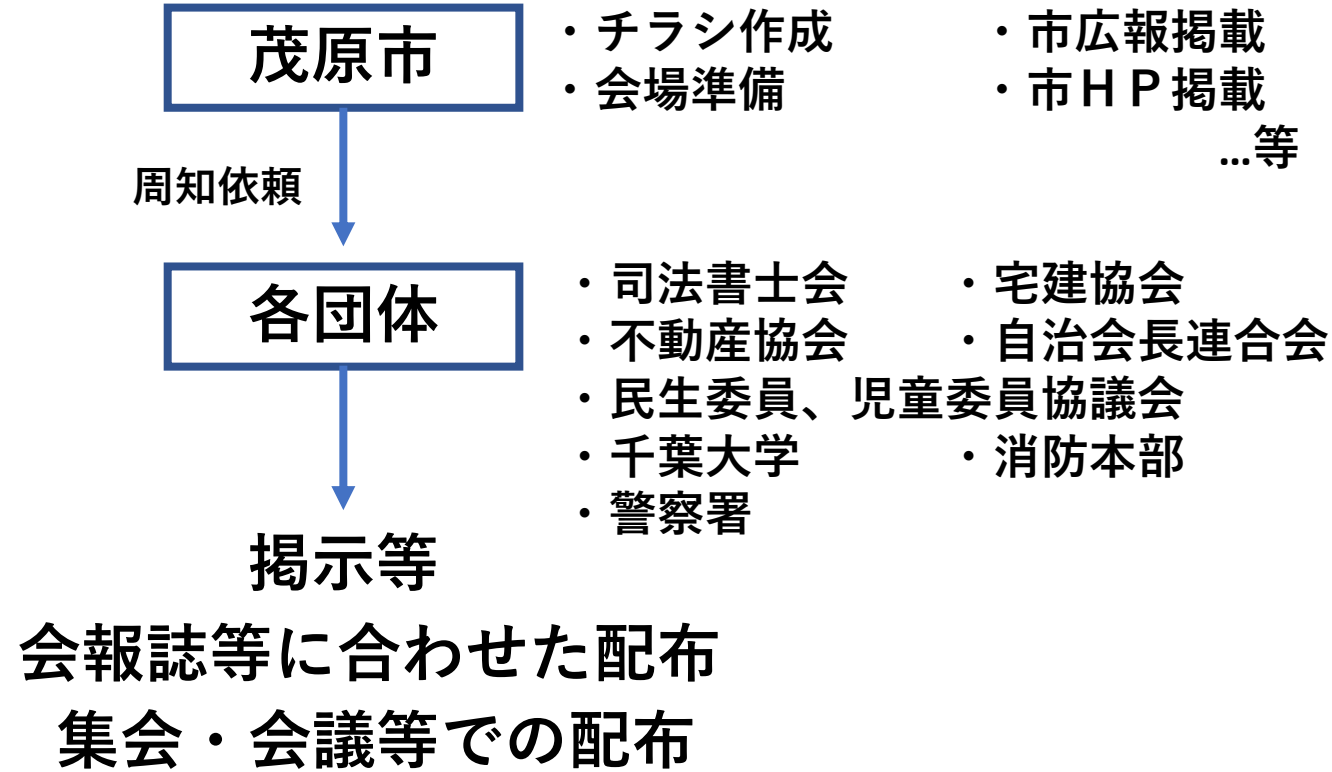 茂原市
・チラシ作成 ・市広報掲載
・会場準備 ・市ＨＰ掲載
…等
周知依頼
各団体
・司法書士会 ・宅建協会
・不動産協会 ・自治会長連合会
・民生委員、児童委員協議会
・千葉大学 ・消防本部
・警察署
掲示等
会報誌等に合わせた配布
集会・会議等での配布